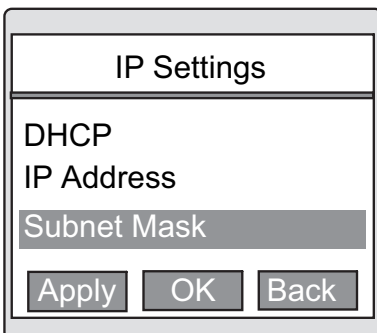 IP Settings
DHCP
IP Address
Subnet Mask
Apply OK Back